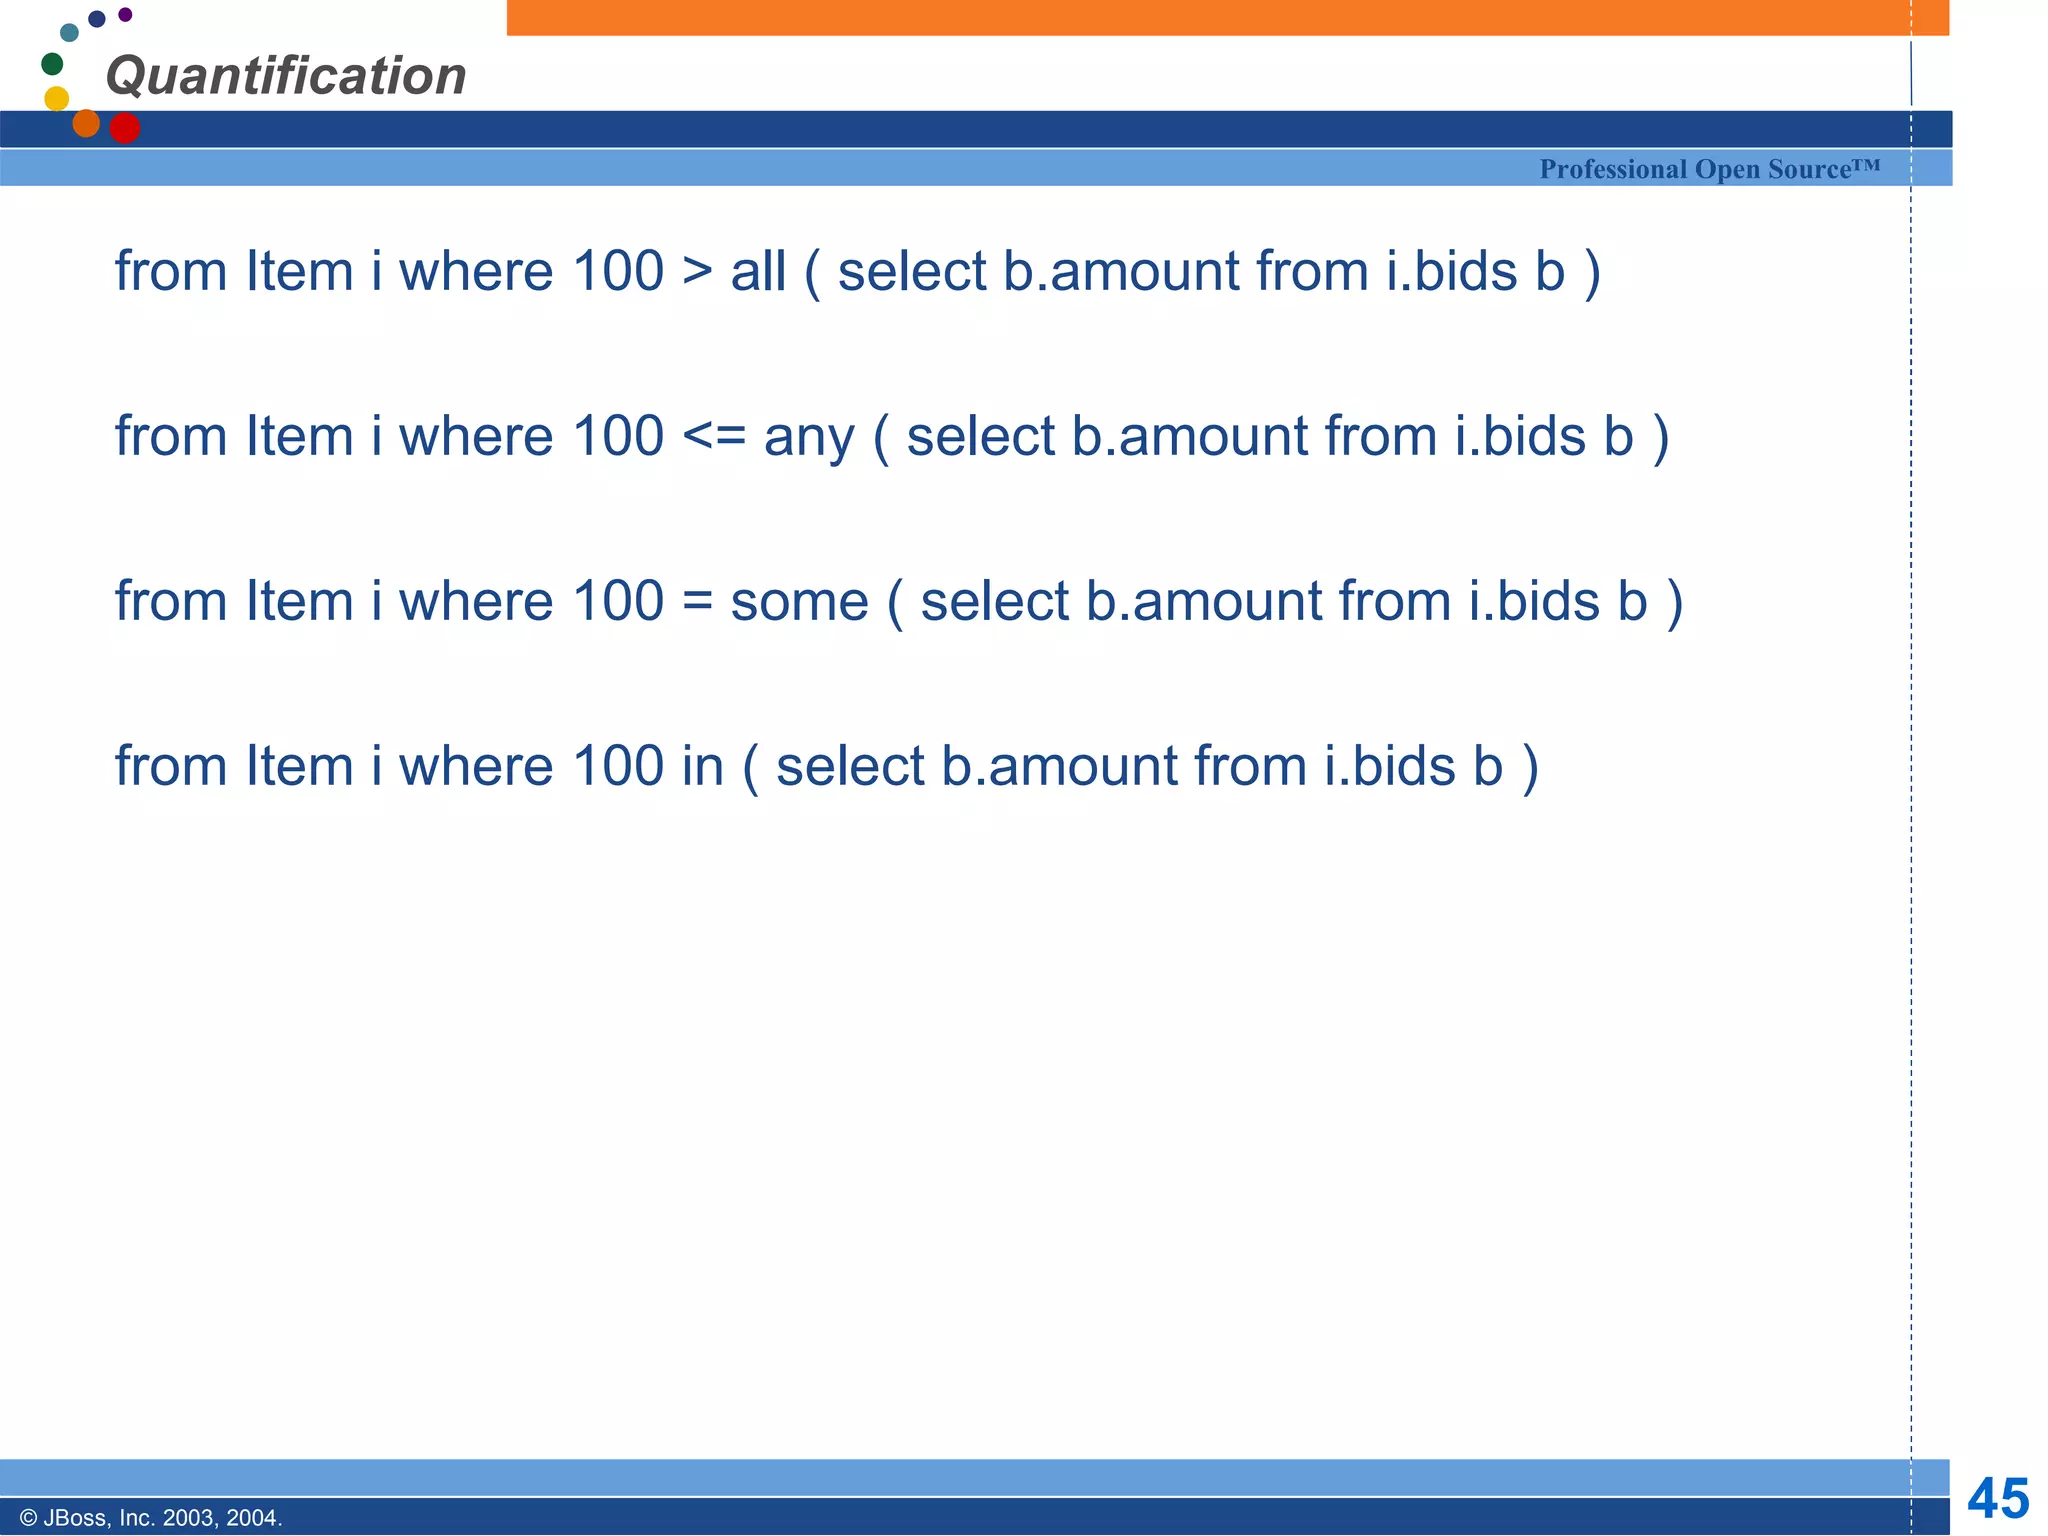 Quantification
Professional Open Source™
from Item i where 100 > all ( select b.amount from i.bids b )
from Item i where 100 <= any ( select b.amount from i.bids b )
from Item i where 100 = some ( select b.amount from i.bids b )
from Item i where 100 in ( select b.amount from i.bids b )
© JBoss, Inc. 2003, 2004.
45